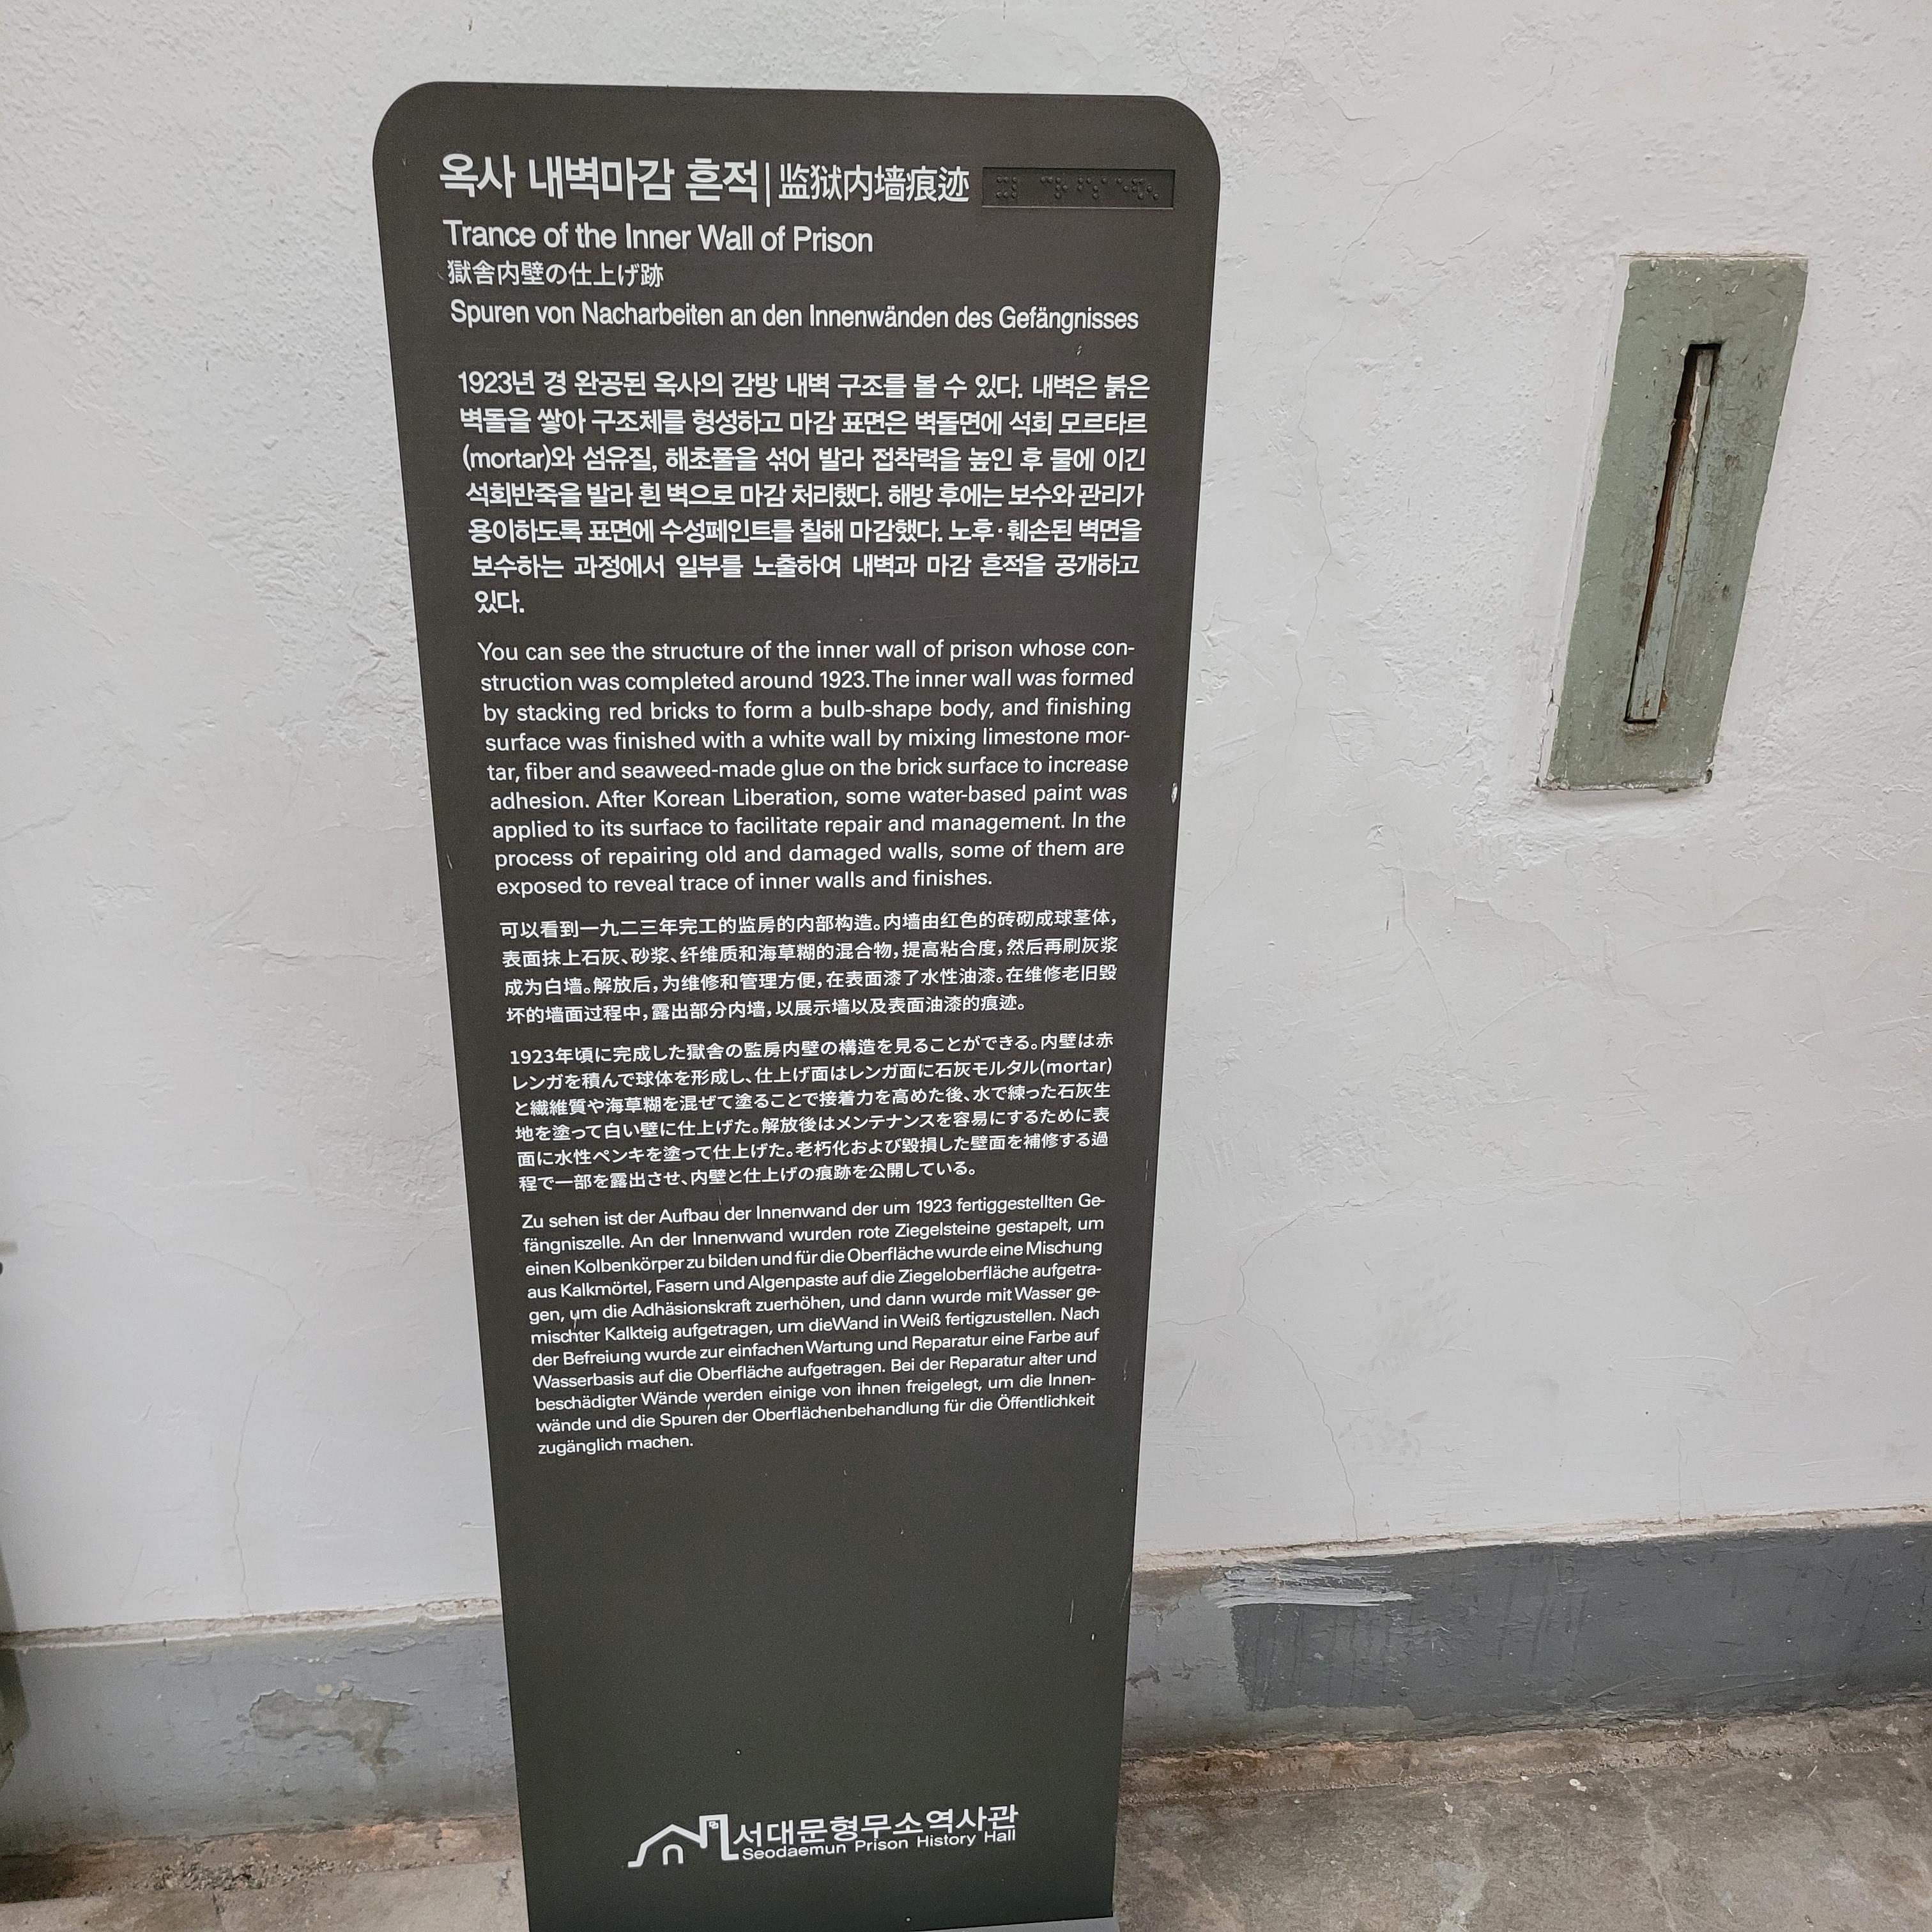 옥사 내벽마감 흔적|监狱内墙痕迹
Trance of the Inner Wall of Prison
獄舎内壁の仕上げ跡
Spuren von Nacharbeiten an den Innenwänden des Gefängnisses
1923년 경 완공된 옥사의 감방 내벽 구조를 볼 수 있다. 내벽은 붉은
벽돌을 쌓아 구조체를 형성하고 마감 표면은 벽돌면에 석회 모르타르
(mortar)와 섬유질, 해초풀을 섞어 발라 접착력을 높인 후 물에 이긴
석회반죽을 발라 흰 벽으로 마감 처리했다. 해방 후에는 보수와 관리가
용이하도록 표면에 수성페인트를 칠해 마감했다. 노후·훼손된 벽면을
보수하는 과정에서 일부를 노출하여 내벽과 마감 흔적을 공개하고
있다.
You can see the structure of the inner wall of prison whose con-
struction was completed around 1923.The inner wall was formed
by stacking red bricks to form a bulb-shape body, and finishing
surface was finished with a white wall by mixing limestone mor-
tar, fiber and seaweed-made glue on the brick surface to increase
adhesion. After Korean Liberation, some water-based paint was
applied to its surface to facilitate repair and management. In the
process of repairing old and damaged walls, some of them are
exposed to reveal trace of inner walls and finishes.
可以看到一九二三年完工的监房的内部构造。内墙由红色的砖砌成球茎体，
表面抹上石灰、砂浆、纤维质和海草糊的混合物，提高粘合度，然后再刷灰浆
成为白墙。解放后，为维修和管理方便，在表面漆了水性油漆。在维修老旧毁
坏的墙面过程中，露出部分内墙，以展示墙以及表面油漆的痕迹。
1923年頃に完成した獄舎の監房内壁の構造を見ることができる。内壁は赤
レンガを積んで球体を形成し、仕上げ面はレンガ面に石灰モルタル(mortar)
と繊維質や海草糊を混ぜて塗ることで接着力を高めた後、水で練った石灰生
地を塗って白い壁に仕上げた。解放後はメンテナンスを容易にするために表
面に水性ペンキを塗って仕上げた。老朽化および毀損した壁面を補修する過
程で一部を露出させ、内壁と仕上げの痕跡を公開している。
Zu sehen ist der Aufbau der Innenwand der um 1923 fertiggestellten Ge-
fängniszelle. An der Innenwand wurden rote Ziegelsteine gestapelt, um
einen Kolbenkörper zu bilden und für die Oberfläche wurde eine Mischung
aus Kalkmörtel, Fasern und Algenpaste auf die Ziegeloberfläche aufgetra-
gen, um die Adhäsionskraft zuerhöhen, und dann wurde mit Wasser ge-
mischter Kalkteig aufgetragen, um dieWand in Weiß fertigzustellen. Nach
der Befreiung wurde zur einfachen Wartung und Reparatur eine Farbe auf
Wasserbasis auf die Oberfläche aufgetragen. Bei der Reparatur alter und
beschädigter Wände werden einige von ihnen freigelegt, um die Innen-
wände und die Spuren der Oberflächenbehandlung für die Öffentlichkeit
zugänglich machen.
서대문형무소역사관
Seodaemun Prison History Hall